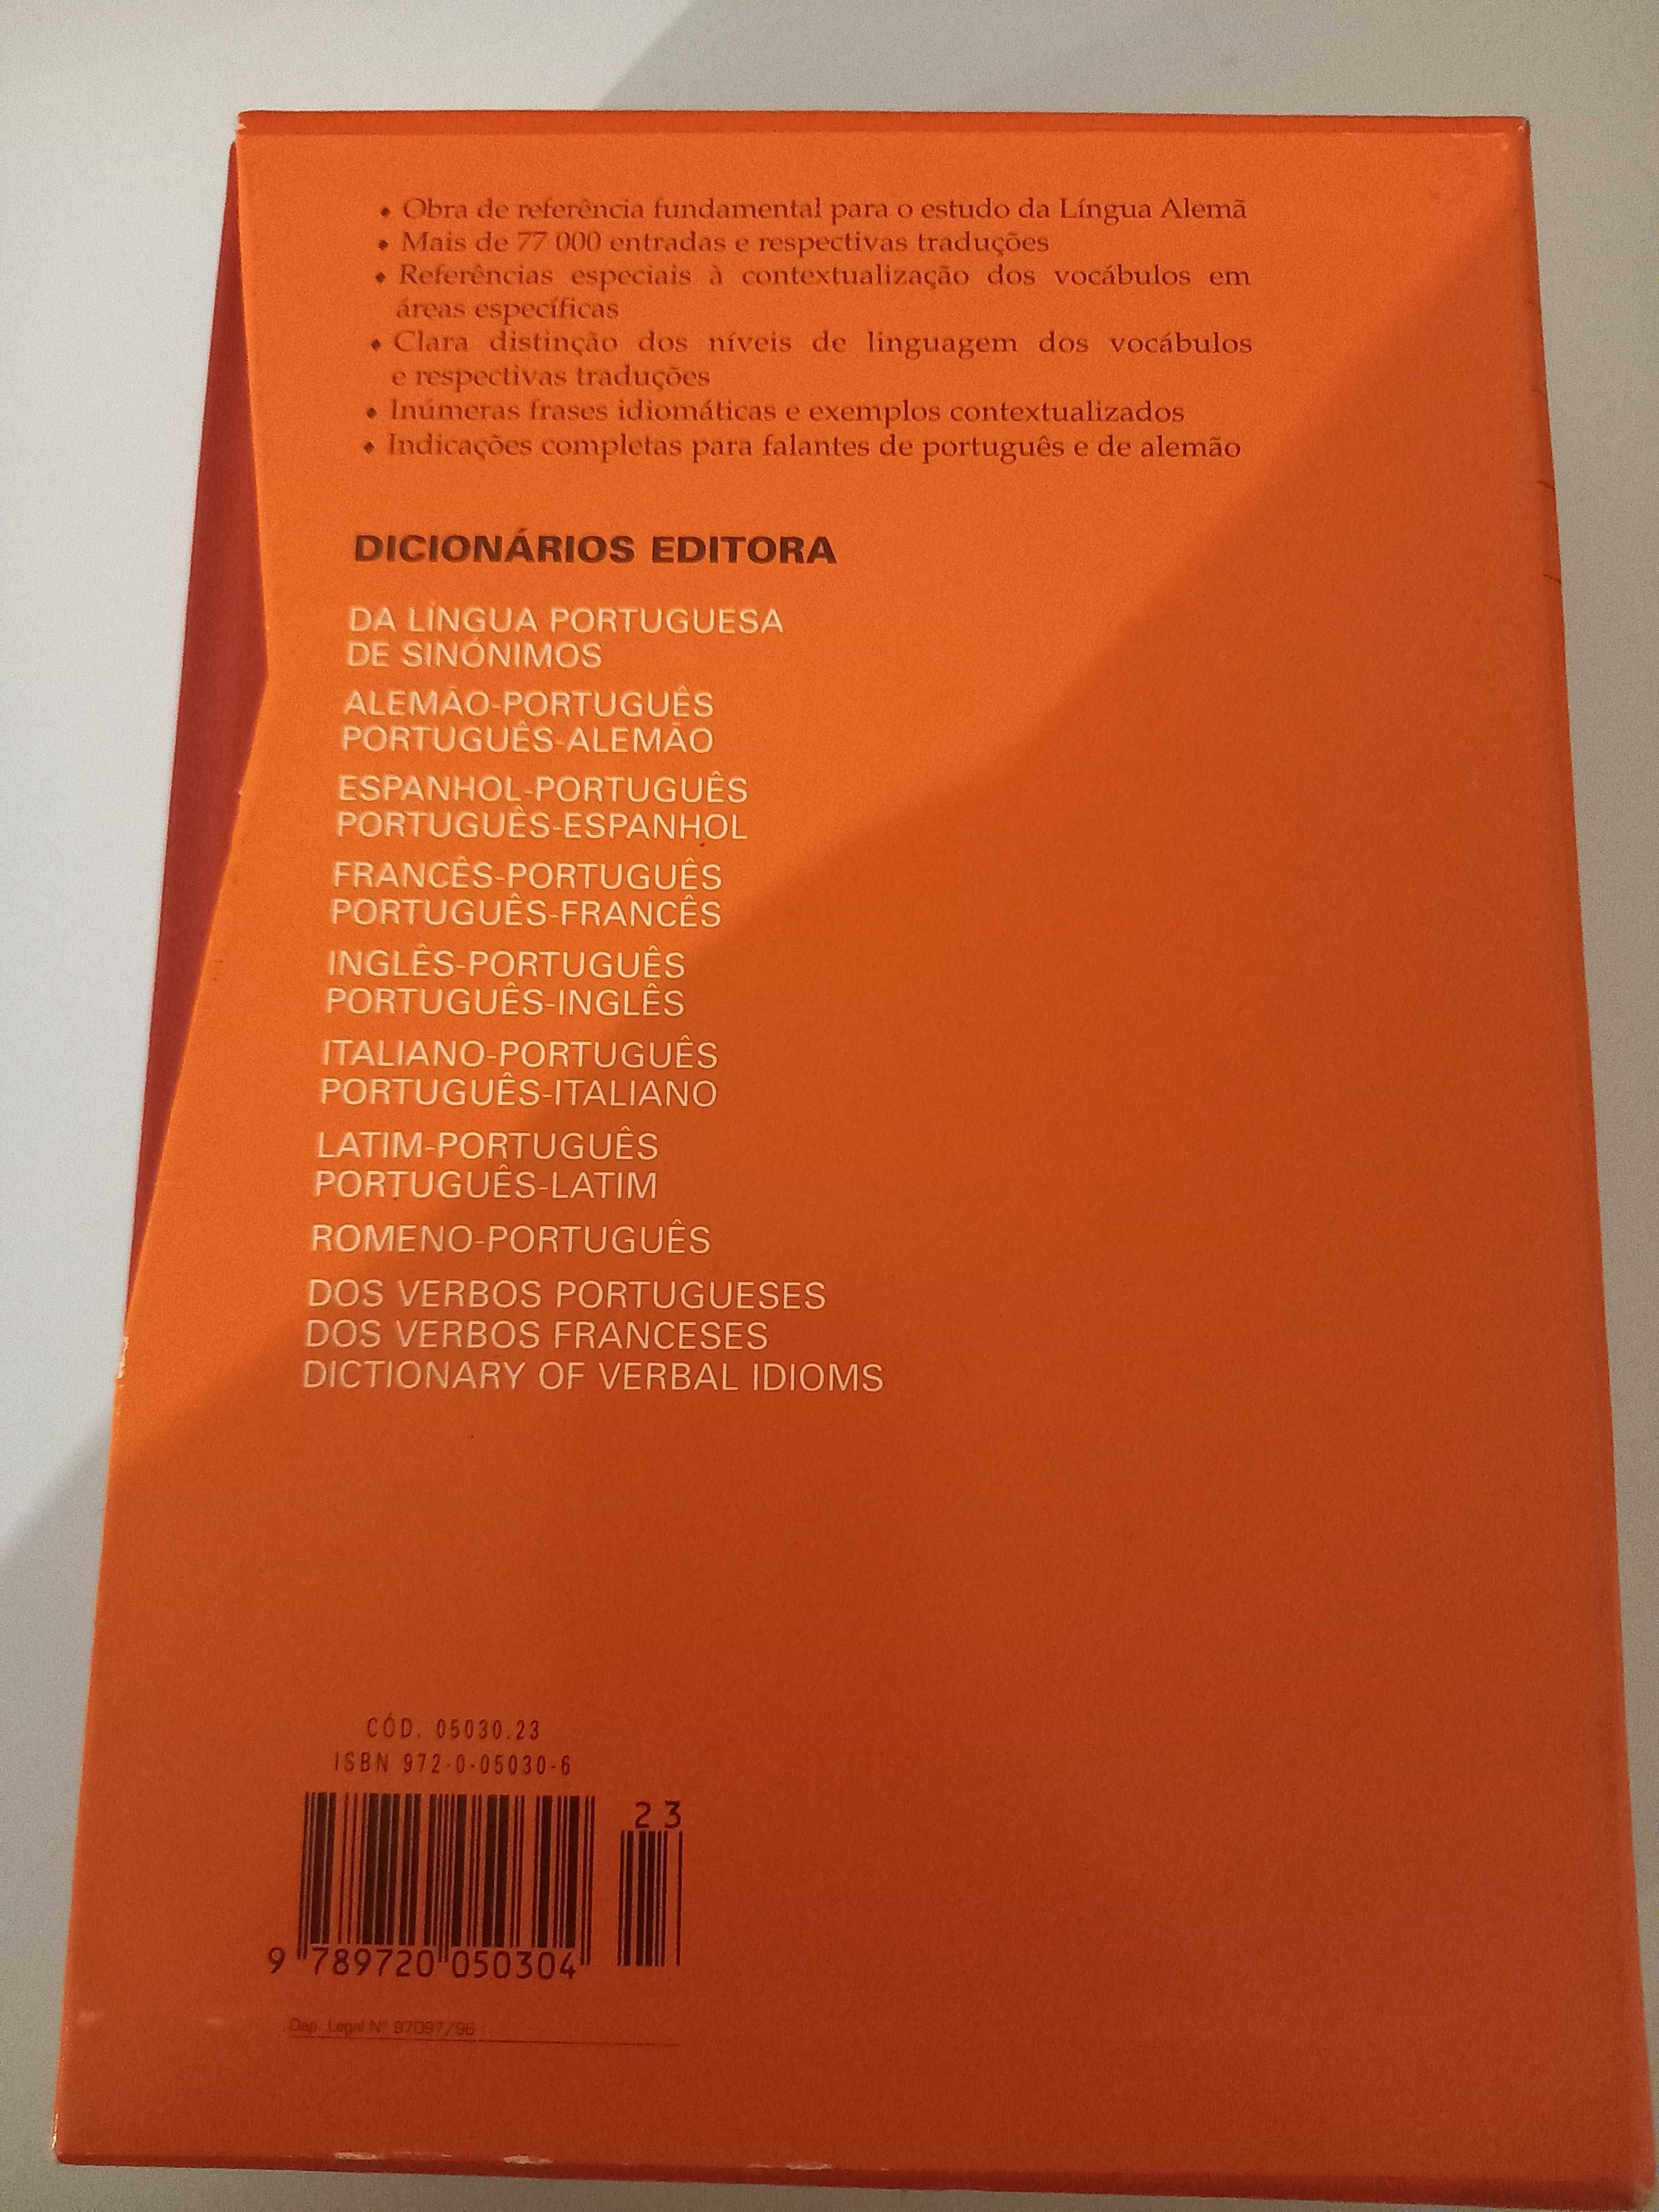 • Obra de referência fundamental para o estudo da Língua Alemã
• Mais de 77 000 entradas e respectivas traduções
• Referências especiais à contextualização dos vocábulos em
áreas específicas
• Clara distinção dos níveis de linguagem dos vocábulos
e respectivas traduções
• Inúmeras frases idiomáticas e exemplos contextualizados
• Indicações completas para falantes de português e de alemão
DICIONÁRIOS EDITORA
DA LÍNGUA PORTUGUESA
DE SINÓNIMOS
ALEMÃO-PORTUGUÊS
PORTUGUÊS-ALEMÃO
ESPANHOL-PORTUGUÊS
PORTUGUÊS-ESPANHOL
FRANCÊS-PORTUGUÊS
PORTUGUÊS-FRANCÊS
INGLÊS-PORTUGUÊS
PORTUGUÊS-INGLÊS
ITALIANO-PORTUGUÊS
PORTUGUÊS-ITALIANO
LATIM-PORTUGUÊS
PORTUGUÊS-LATIM
ROMENO-PORTUGUÊS
DOS VERBOS PORTUGUESES
DOS VERBOS FRANCESES
DICTIONARY OF VERBAL IDIOMS
CÓD. 05030.23
ISBN 972-0-05030-6
23
9 789720 050304
Dep. Legal Nº 97097/96